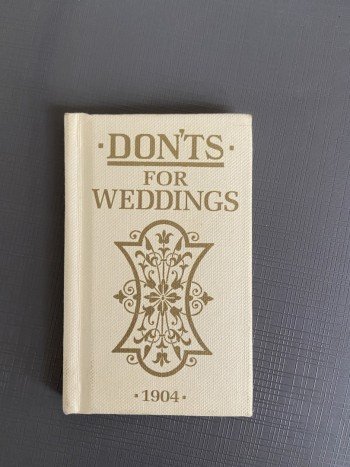 ·DON'TS·
FOR
WEDDINGS
·1904·